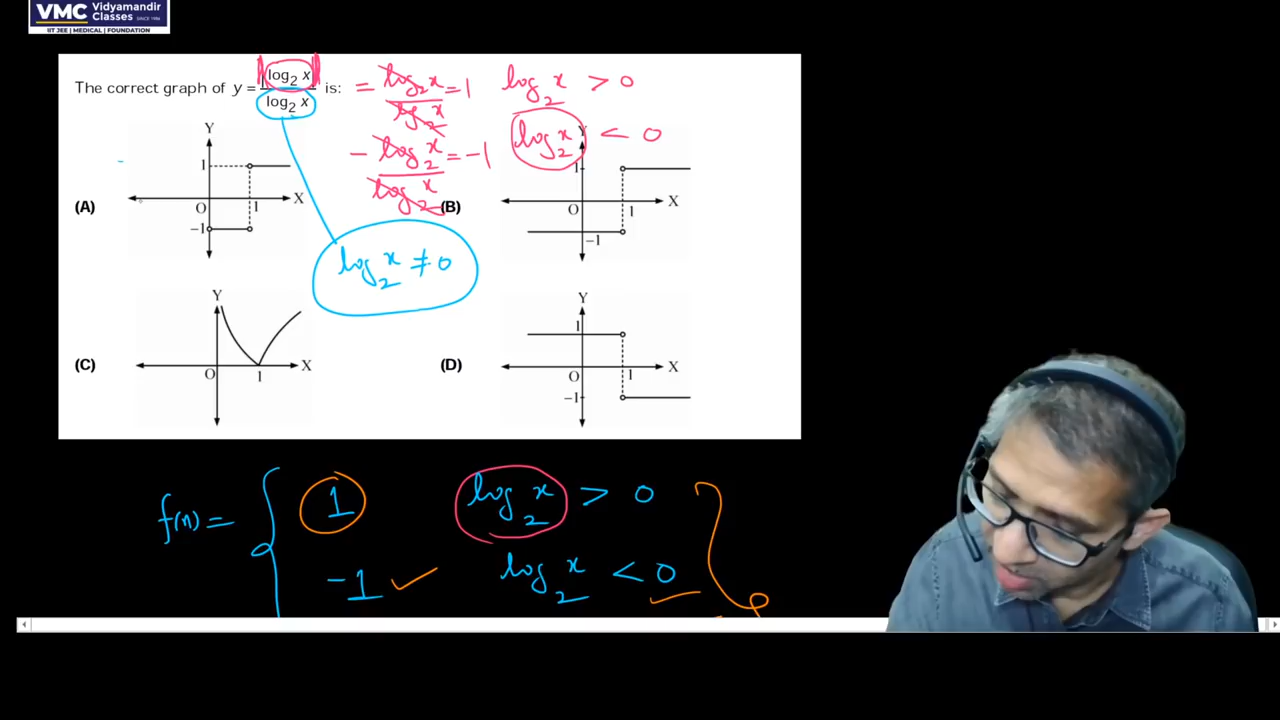 VMC Vidyamandir Classes SINCE 1986
IIT JEE | MEDICAL | FOUNDATION
The correct graph of y = |log₂ x| / log₂ x is:
= log₂ x / log₂ x = 1 log₂ x > 0
− log₂ x / log₂ x = −1 log₂ x < 0
(A) Y 1 O 1 X −1
(B) Y 1 O 1 X −1
log₂ x ≠ 0
(C) Y O 1 X
(D) Y 1 O 1 X −1
f(n) = { 1 log₂ x > 0
−1 ✓ log₂ x < 0